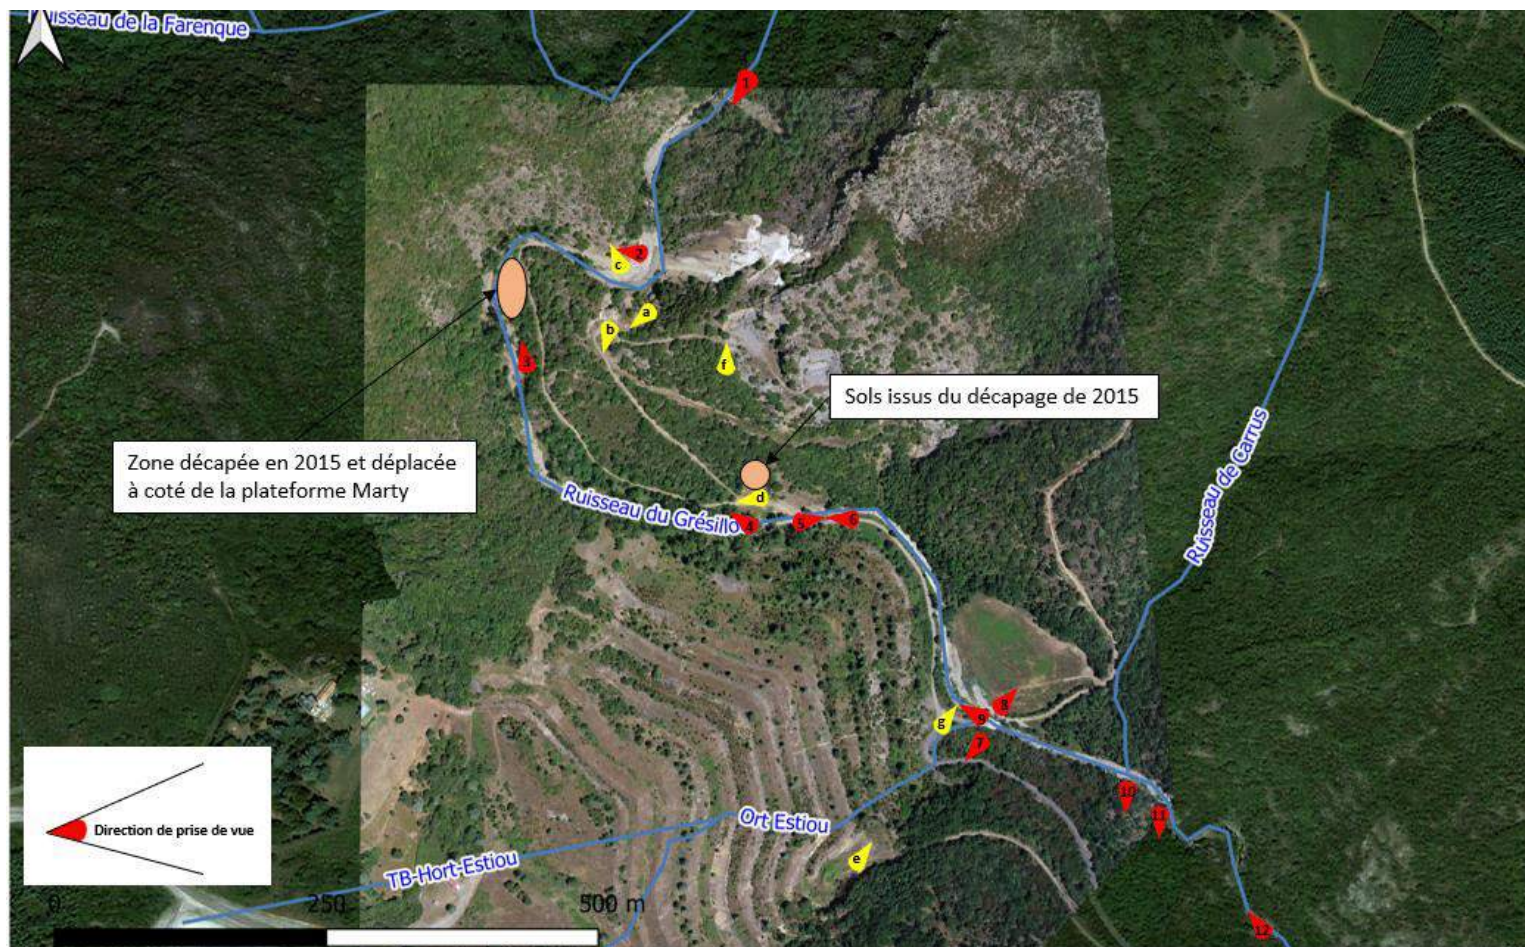 Ruisseau de la Farenque
1
2
c
a
b
3
f
Sols issus du décapage de 2015
Ruisseau de Carrus
Zone décapée en 2015 et déplacée
à coté de la plateforme Marty
d
Ruisseau du Grésillo
4
5
6
8
g
9
7
10
11
Direction de prise de vue
Ort Estiou
e
TB-Hort-Estiou
0
250
500 m
12